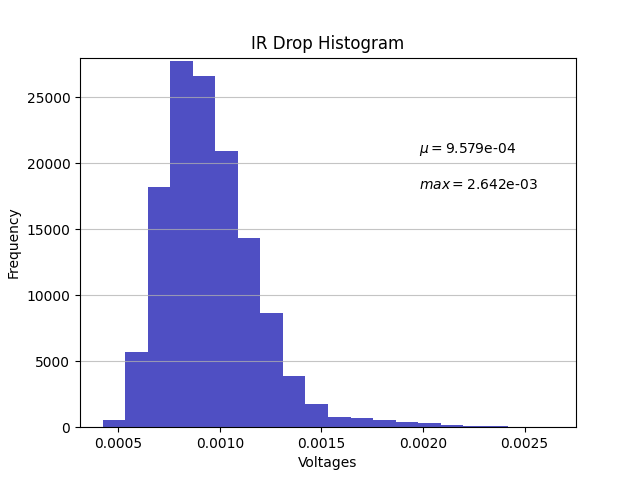 IR Drop Histogram
25000
20000
15000
10000
5000
0
Frequency
μ = 9.579e-04
max = 2.642e-03
0.0005 0.0010 0.0015 0.0020 0.0025
Voltages